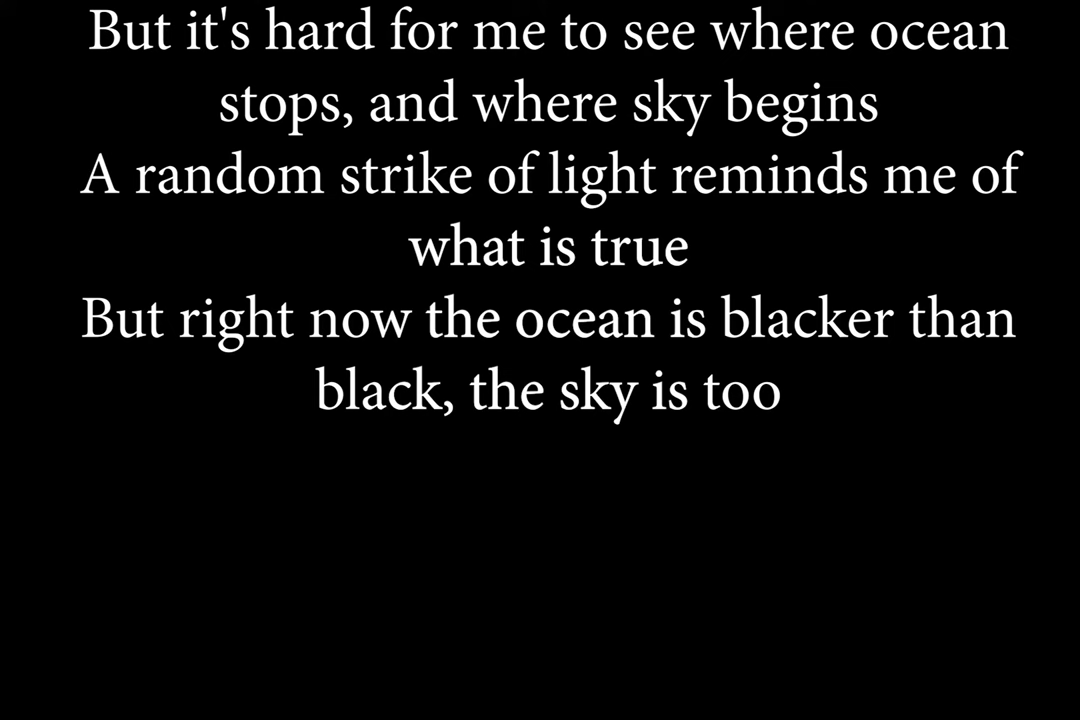 But it's hard for me to see where ocean
stops, and where sky begins
A random strike of light reminds me of
what is true
But right now the ocean is blacker than
black, the sky is too